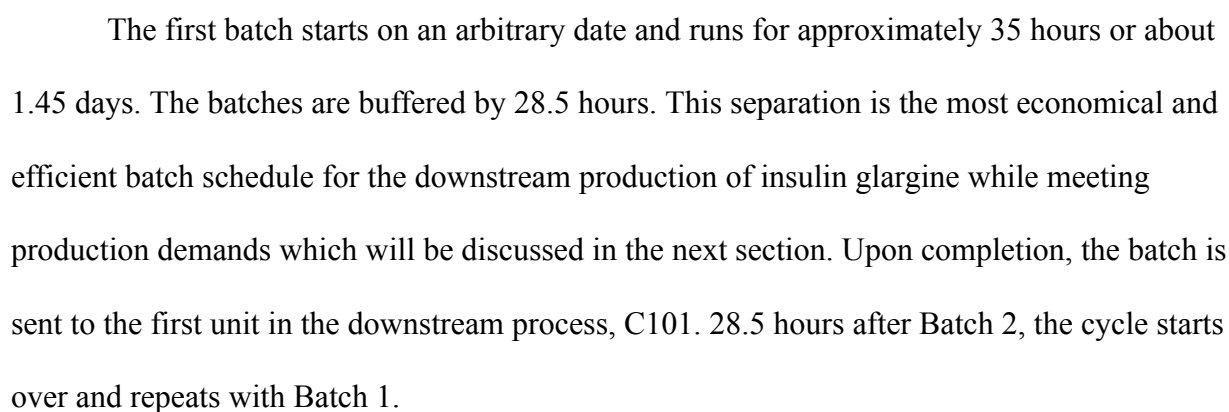 The first batch starts on an arbitrary date and runs for approximately 35 hours or about
1.45 days. The batches are buffered by 28.5 hours. This separation is the most economical and
efficient batch schedule for the downstream production of insulin glargine while meeting
production demands which will be discussed in the next section. Upon completion, the batch is
sent to the first unit in the downstream process, C101. 28.5 hours after Batch 2, the cycle starts
over and repeats with Batch 1.